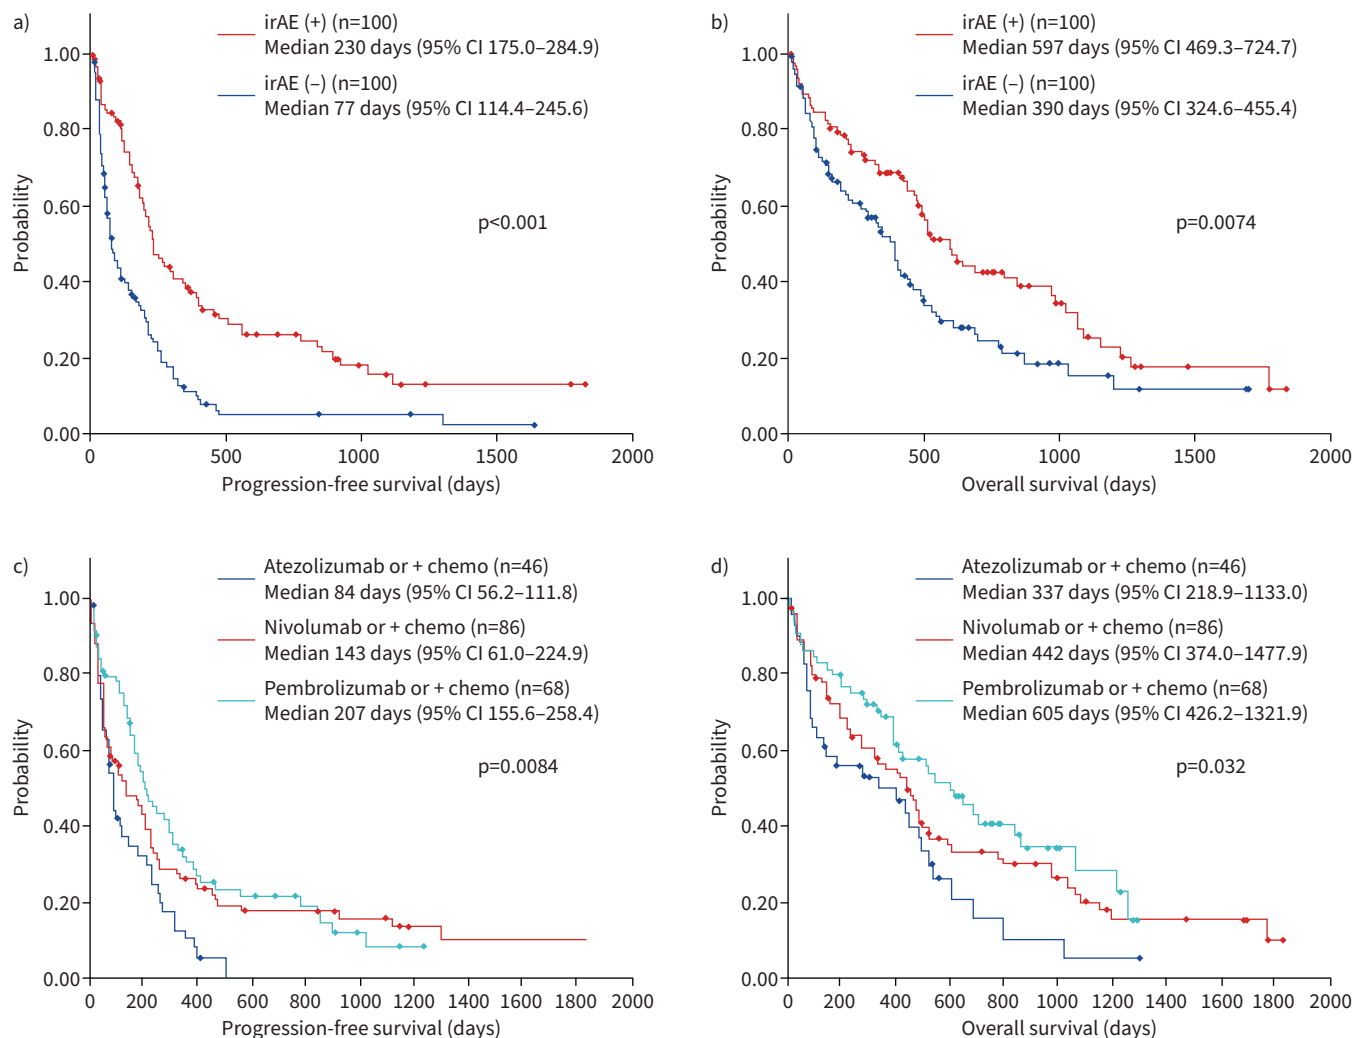 a)
irAE (+) (n=100)
Median 230 days (95% CI 175.0–284.9)
irAE (–) (n=100)
Median 77 days (95% CI 114.4–245.6)
p<0.001
Probability
1.00
0.80
0.60
0.40
0.20
0.00
0 500 1000 1500 2000
Progression-free survival (days)
b)
irAE (+) (n=100)
Median 597 days (95% CI 469.3–724.7)
irAE (–) (n=100)
Median 390 days (95% CI 324.6–455.4)
p=0.0074
Probability
1.00
0.80
0.60
0.40
0.20
0.00
0 500 1000 1500 2000
Overall survival (days)
c)
Atezolizumab or + chemo (n=46)
Median 84 days (95% CI 56.2–111.8)
Nivolumab or + chemo (n=86)
Median 143 days (95% CI 61.0–224.9)
Pembrolizumab or + chemo (n=68)
Median 207 days (95% CI 155.6–258.4)
p=0.0084
Probability
1.00
0.80
0.60
0.40
0.20
0.00
0 200 400 600 800 1000 1200 1400 1600 1800 2000
Progression-free survival (days)
d)
Atezolizumab or + chemo (n=46)
Median 337 days (95% CI 218.9–1133.0)
Nivolumab or + chemo (n=86)
Median 442 days (95% CI 374.0–1477.9)
Pembrolizumab or + chemo (n=68)
Median 605 days (95% CI 426.2–1321.9)
p=0.032
Probability
1.00
0.80
0.60
0.40
0.20
0.00
0 200 400 600 800 1000 1200 1400 1600 1800 2000
Overall survival (days)